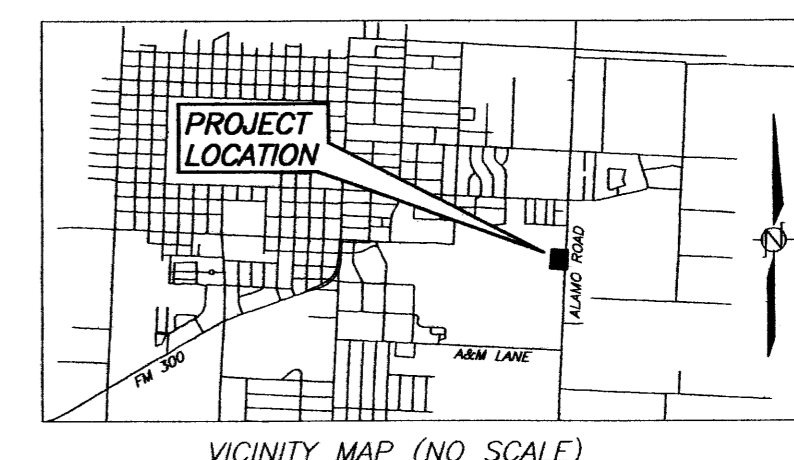 PROJECT
LOCATION
ALAMO ROAD
N
A&M LANE
FM 300
VICINITY MAP (NO SCALE)